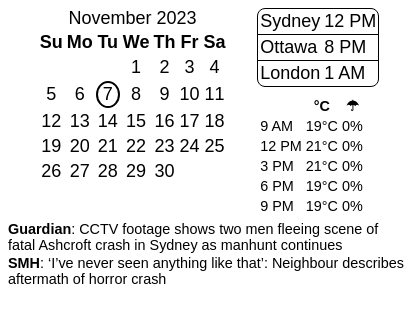 November 2023
Su Mo Tu We Th Fr Sa
1 2 3 4
5 6 7 8 9 10 11
12 13 14 15 16 17 18
19 20 21 22 23 24 25
26 27 28 29 30
Sydney 12 PM
Ottawa 8 PM
London 1 AM
°C ☂
9 AM 19°C 0%
12 PM 21°C 0%
3 PM 21°C 0%
6 PM 19°C 0%
9 PM 19°C 0%
Guardian: CCTV footage shows two men fleeing scene of
fatal Ashcroft crash in Sydney as manhunt continues
SMH: ‘I’ve never seen anything like that’: Neighbour describes
aftermath of horror crash